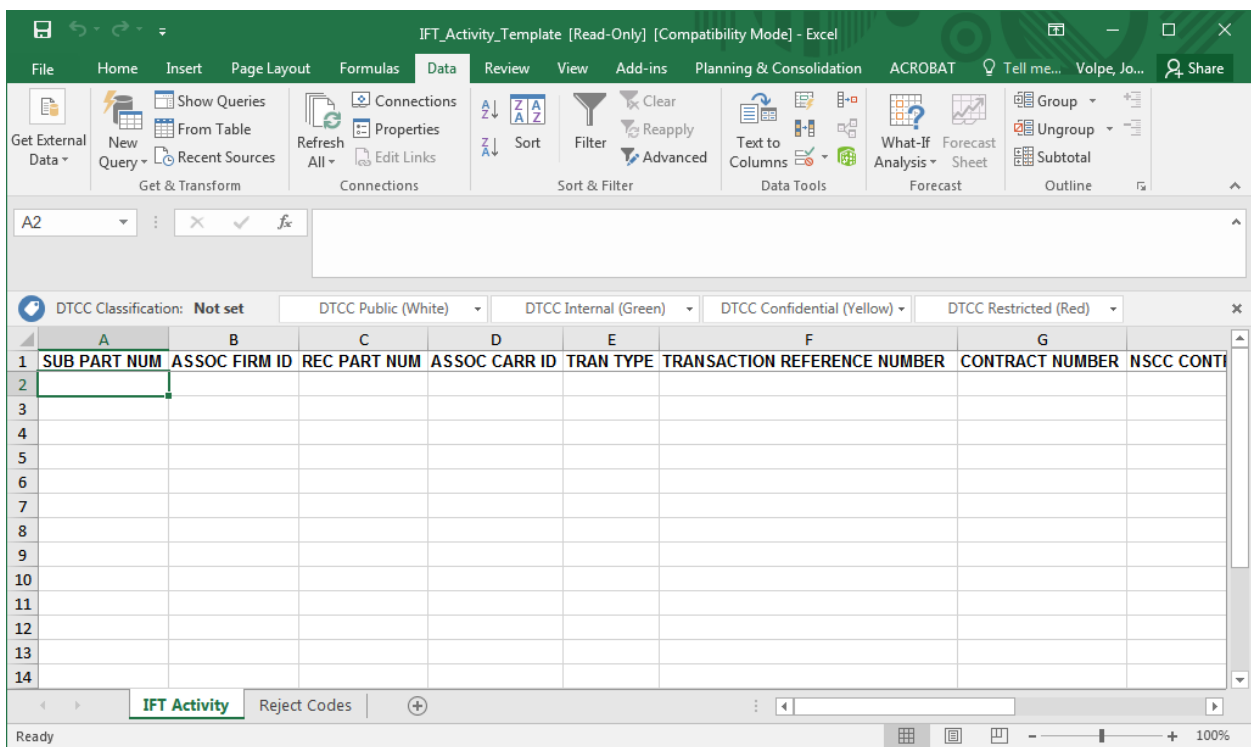 IFT_Activity_Template [Read-Only] [Compatibility Mode] - Excel
File Home Insert Page Layout Formulas Data Review View Add-ins Planning & Consolidation ACROBAT Tell me... Volpe, Jo... Share
Get External Data
New Query
Show Queries
From Table
Recent Sources
Get & Transform
Refresh All
Connections
Properties
Edit Links
Connections
Sort
Filter
Clear
Reapply
Advanced
Sort & Filter
Text to Columns
Data Tools
What-If Analysis
Forecast Sheet
Forecast
Group
Ungroup
Subtotal
Outline
A2 fx
DTCC Classification: Not set DTCC Public (White) DTCC Internal (Green) DTCC Confidential (Yellow) DTCC Restricted (Red)
A B C D E F G
1 SUB PART NUM ASSOC FIRM ID REC PART NUM ASSOC CARR ID TRAN TYPE TRANSACTION REFERENCE NUMBER CONTRACT NUMBER NSCC CONTI
2
3
4
5
6
7
8
9
10
11
12
13
14
IFT Activity Reject Codes
Ready 100%